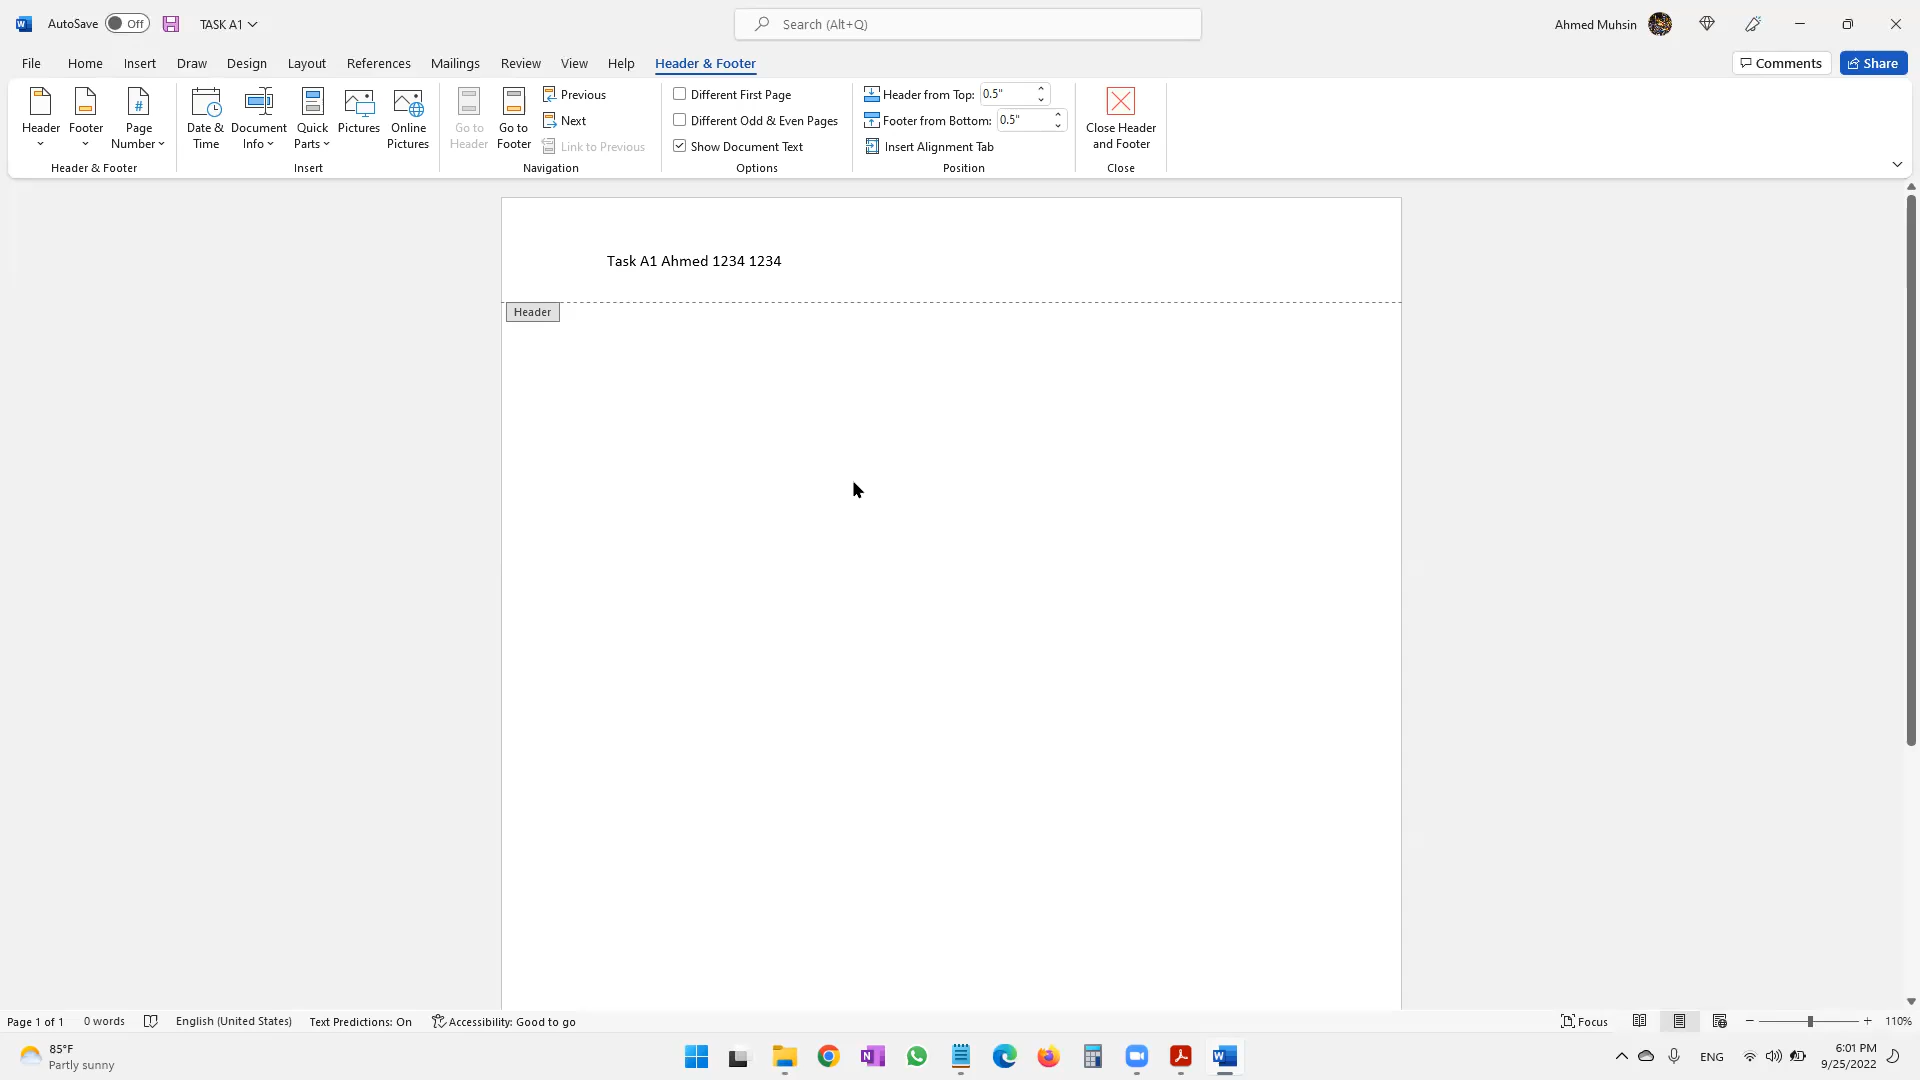 AutoSave Off TASK A1 Search (Alt+Q) Ahmed Muhsin
File Home Insert Draw Design Layout References Mailings Review View Help Header & Footer Comments Share
Header Footer Page Number Date & Time Document Info Quick Parts Pictures Online Pictures Go to Header Go to Footer
Previous
Next
Link to Previous
Different First Page
Different Odd & Even Pages
Show Document Text
Header from Top: 0.5"
Footer from Bottom: 0.5"
Insert Alignment Tab
Close Header and Footer
Header & Footer Insert Navigation Options Position Close
Task A1 Ahmed 1234 1234
Header
Page 1 of 1 0 words English (United States) Text Predictions: On Accessibility: Good to go Focus 110%
85°F
Partly sunny
ENG
6:01 PM
9/25/2022